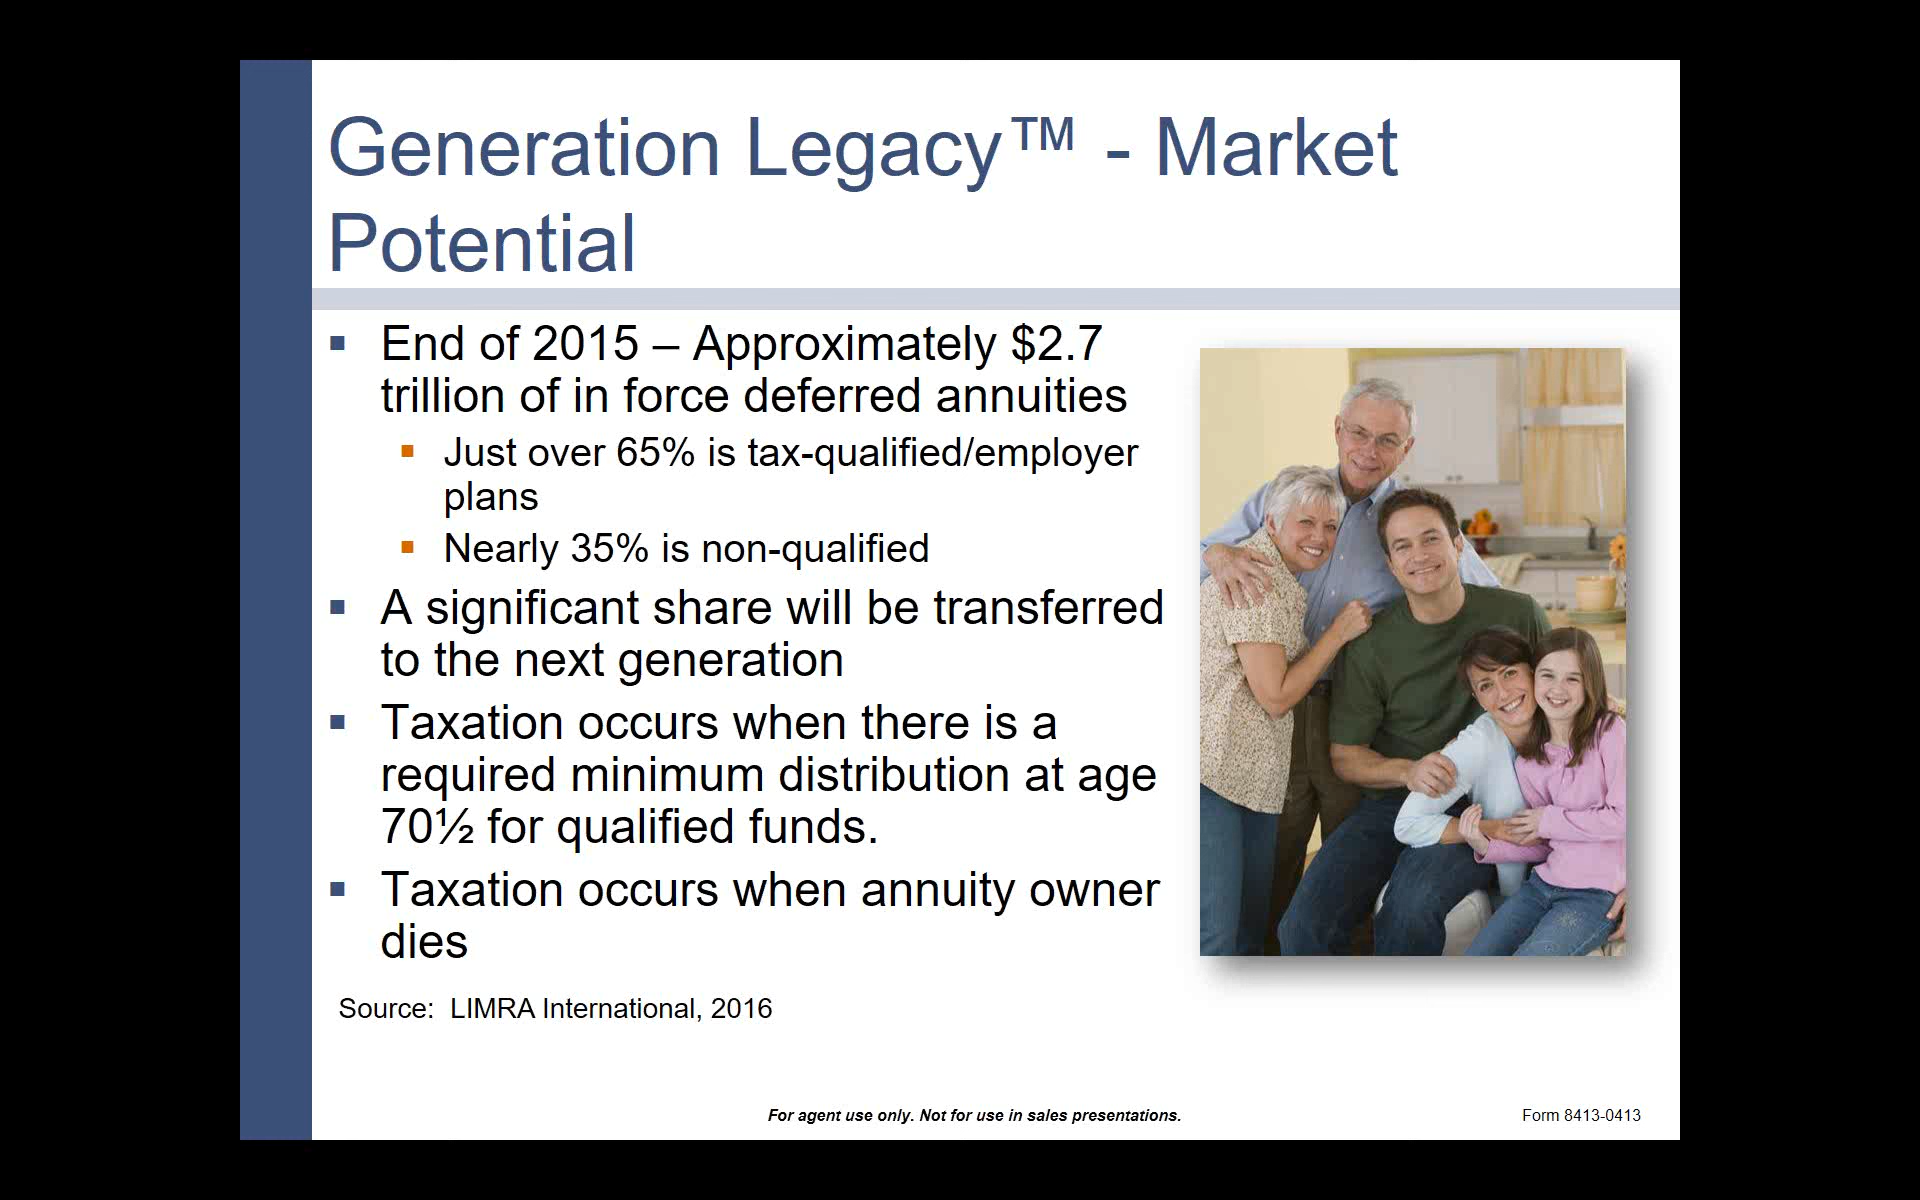 Generation Legacy™ - Market
Potential
End of 2015 – Approximately $2.7
trillion of in force deferred annuities
Just over 65% is tax-qualified/employer
plans
Nearly 35% is non-qualified
A significant share will be transferred
to the next generation
Taxation occurs when there is a
required minimum distribution at age
70½ for qualified funds.
Taxation occurs when annuity owner
dies
Source:  LIMRA International, 2016
For agent use only. Not for use in sales presentations.
Form 8413-0413